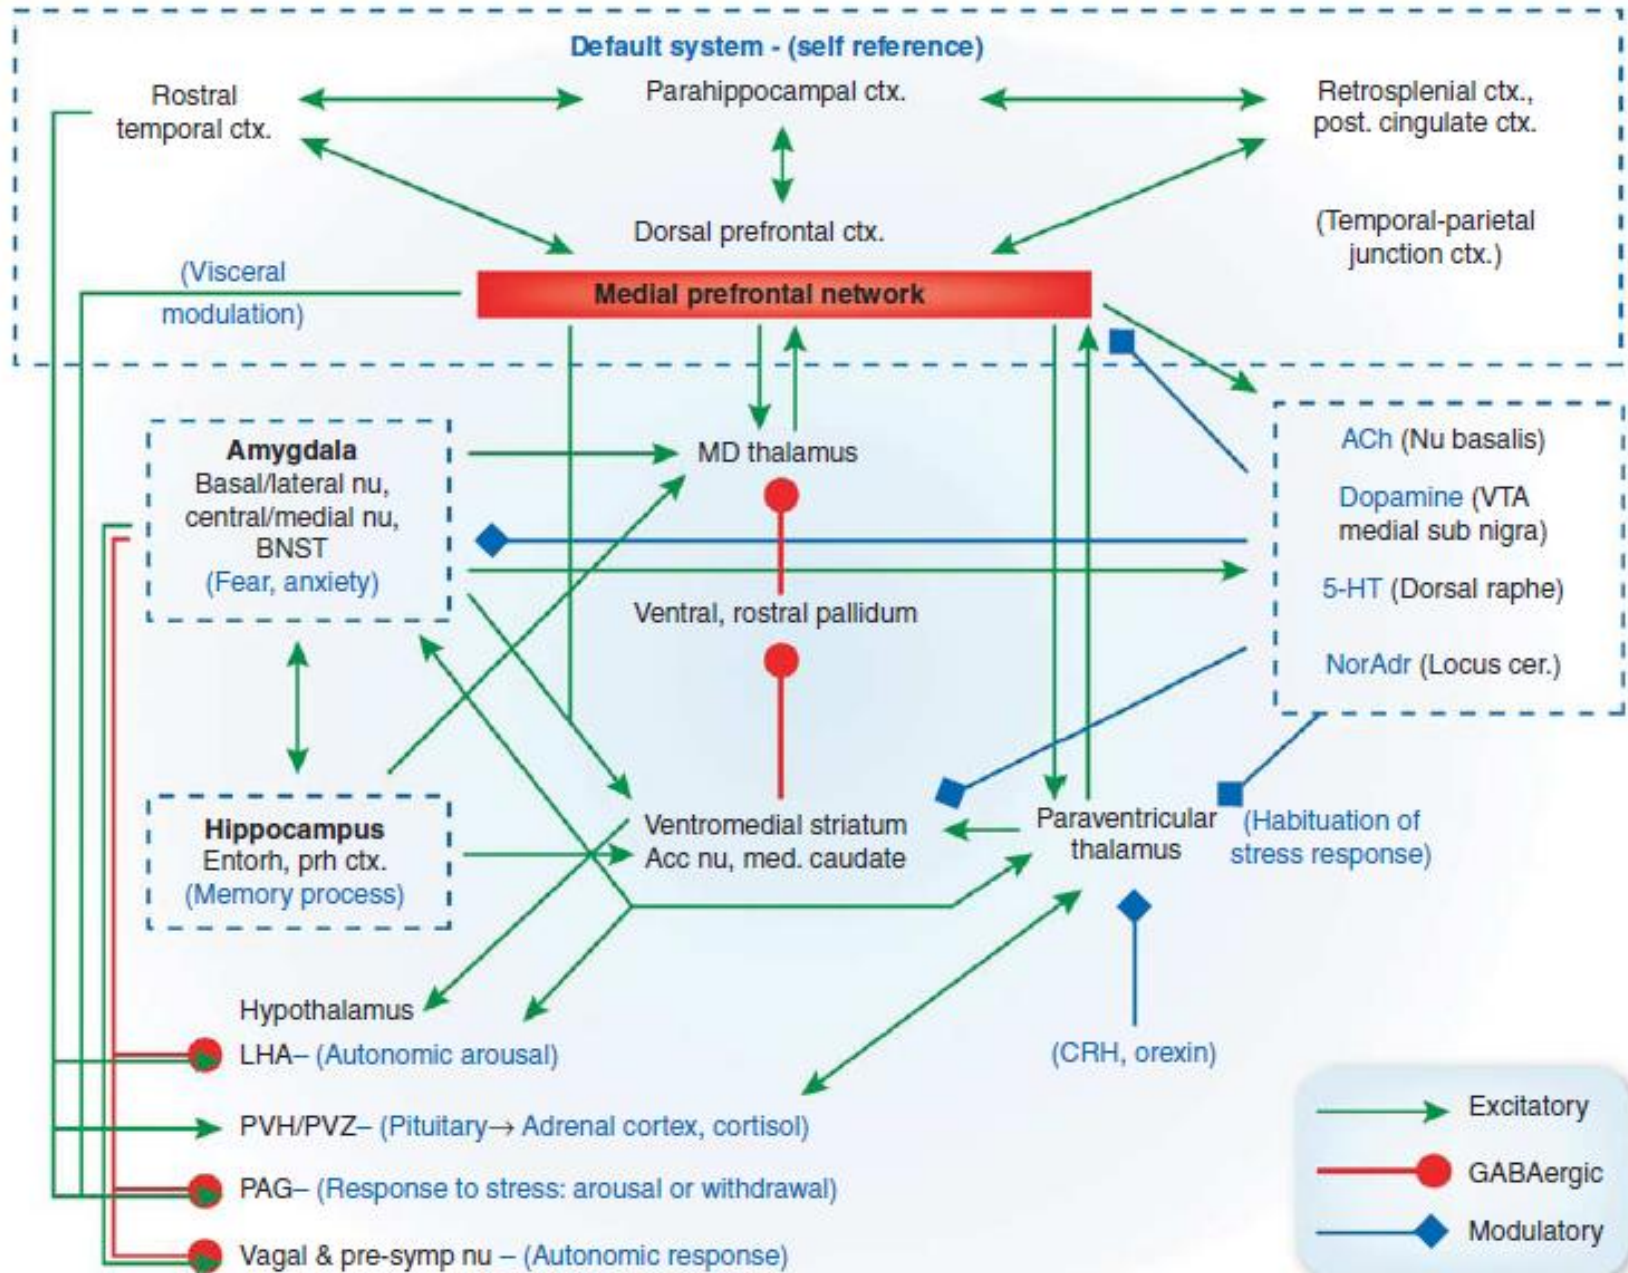 Default system - (self reference)
Rostral
temporal ctx.
Parahippocampal ctx.
Retrosplenial ctx.,
post. cingulate ctx.
Dorsal prefrontal ctx.
(Temporal-parietal
junction ctx.)
(Visceral
modulation)
Medial prefrontal network
Amygdala
Basal/lateral nu,
central/medial nu,
BNST
(Fear, anxiety)
MD thalamus
ACh (Nu basalis)
Dopamine (VTA
medial sub nigra)
5-HT (Dorsal raphe)
NorAdr (Locus cer.)
Ventral, rostral pallidum
Hippocampus
Entorh, prh ctx.
(Memory process)
Ventromedial striatum
Acc nu, med. caudate
Paraventricular
thalamus
(Habituation of
stress response)
Hypothalamus
LHA– (Autonomic arousal)
(CRH, orexin)
PVH/PVZ– (Pituitary→ Adrenal cortex, cortisol)
PAG– (Response to stress: arousal or withdrawal)
Vagal & pre-symp nu – (Autonomic response)
Excitatory
GABAergic
Modulatory